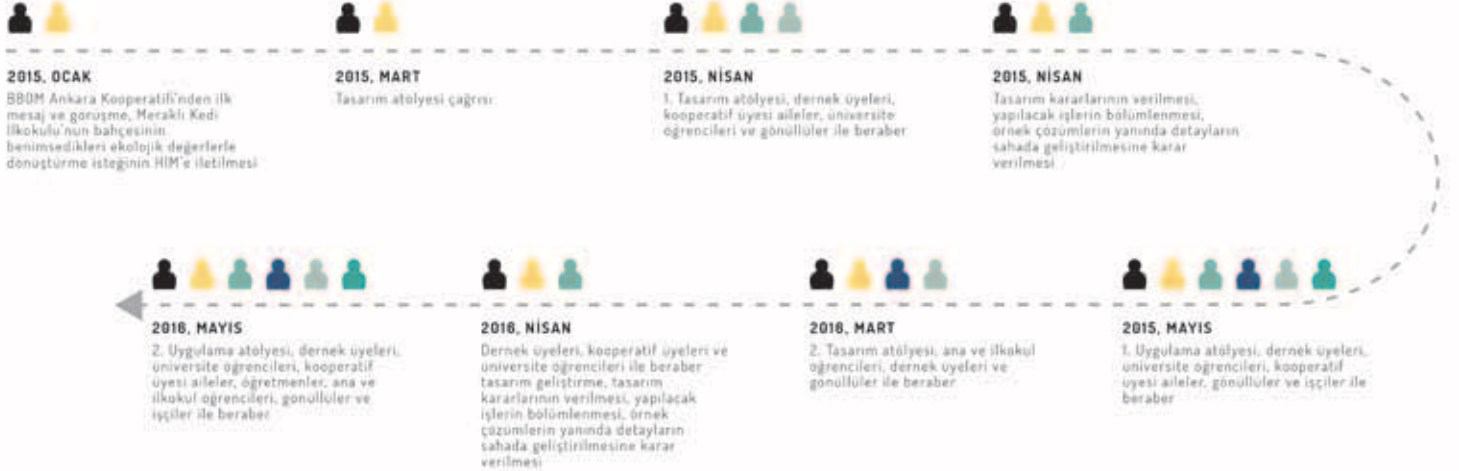 2015, OCAK
BBOM Ankara Kooperatifi'nden ilk
mesaj ve görüşme, Meraklı Kedi
İlkokulu'nun bahçesinin
benimsedikleri ekolojik değerlerle
dönüştürme isteğinin HİM'e iletilmesi
2015, MART
Tasarım atölyesi çağrısı
2015, NİSAN
1. Tasarım atölyesi, dernek üyeleri,
kooperatif üyesi aileler, üniversite
öğrencileri ve gönüllüler ile beraber
2015, NİSAN
Tasarım kararlarının verilmesi,
yapılacak işlerin bölümlenmesi,
örnek çözümlerin yanında detayların
sahada geliştirilmesine karar
verilmesi
2015, MAYIS
1. Uygulama atölyesi, dernek üyeleri,
üniversite öğrencileri, kooperatif
üyesi aileler, gönüllüler ve işçiler ile
beraber
2016, MART
2. Tasarım atölyesi, ana ve ilkokul
öğrencileri, dernek üyeleri ve
gönüllüler ile beraber
2016, NİSAN
Dernek üyeleri, kooperatif üyeleri ve
üniversite öğrencileri ile beraber
tasarım geliştirme, tasarım
kararlarının verilmesi, yapılacak
işlerin bölümlenmesi, örnek
çözümlerin yanında detayların
sahada geliştirilmesine karar
verilmesi
2016, MAYIS
2. Uygulama atölyesi, dernek üyeleri,
üniversite öğrencileri, kooperatif
üyesi aileler, öğretmenler, ana ve
ilkokul öğrencileri, gönüllüler ve
işçiler ile beraber